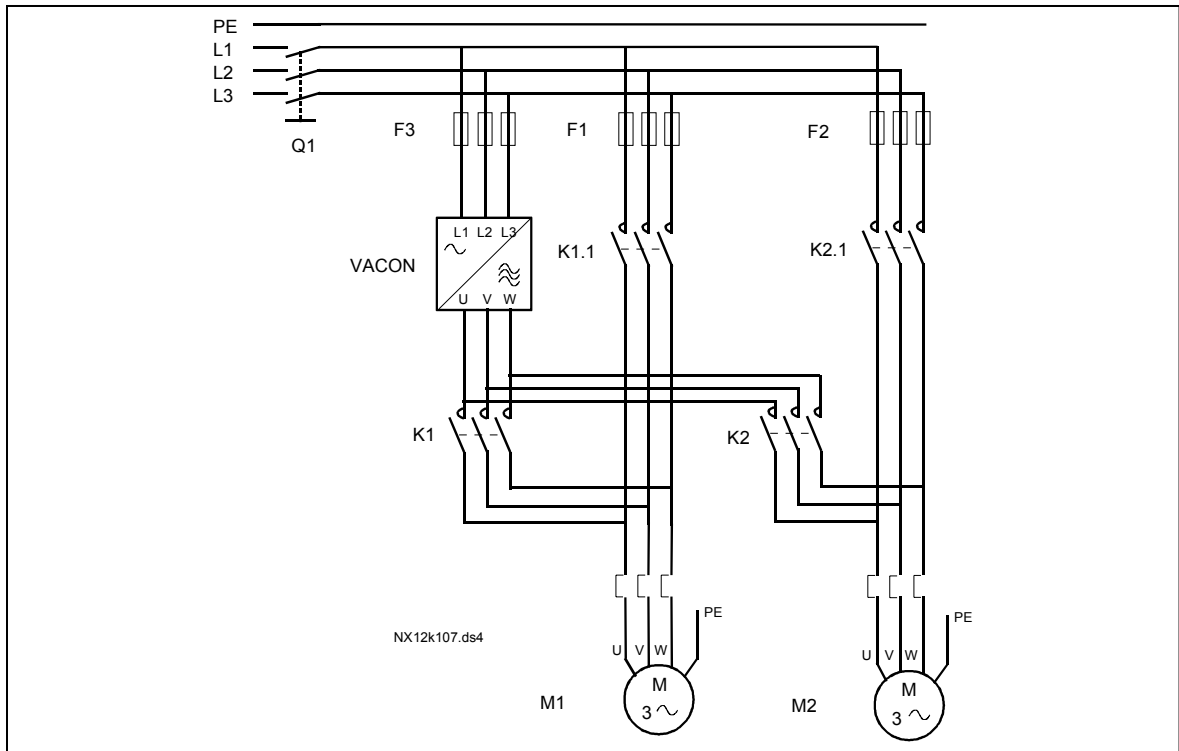 PE
L1
L2
L3
Q1
F3
F1
F2
L1 L2 L3
VACON
U V W
K1.1
K2.1
K1
K2
PE
PE
NX12k107.ds4
U V W
U V W
M
3
M
3
M1
M2